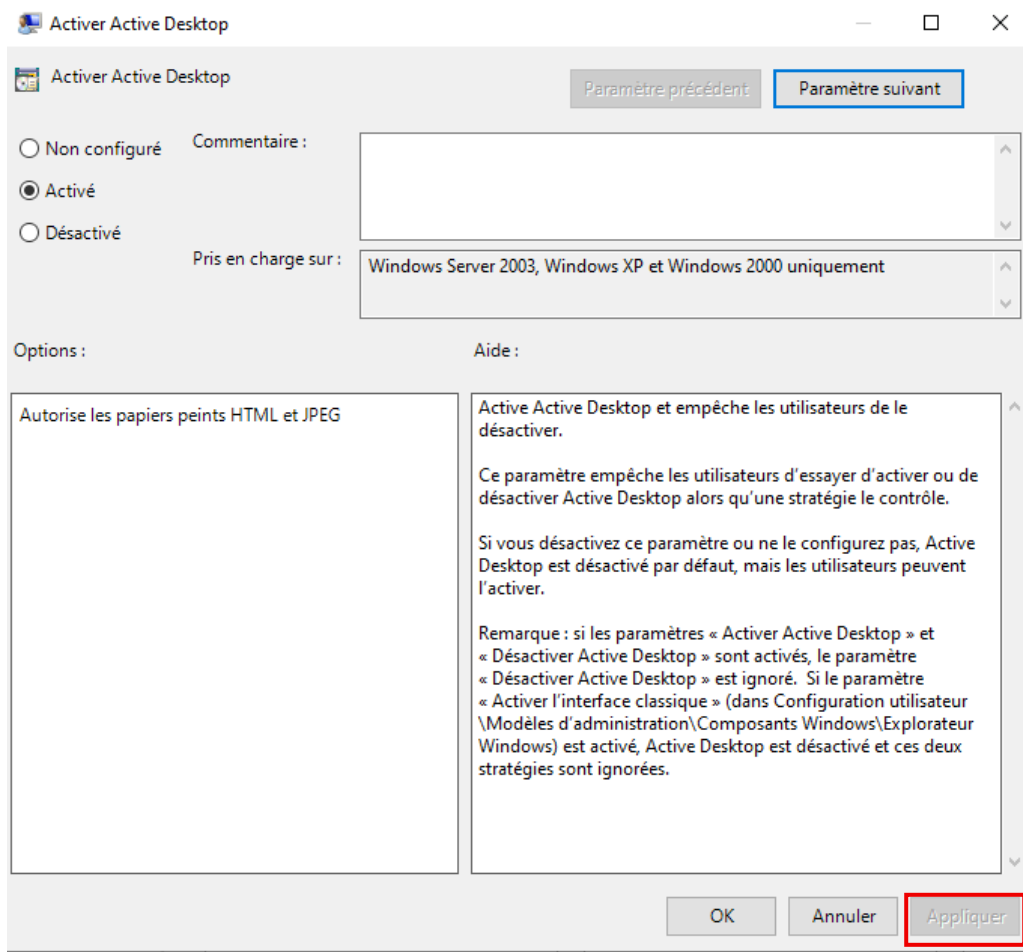 Activer Active Desktop
Activer Active Desktop
Paramètre précédent
Paramètre suivant
Non configuré
Commentaire :
Activé
Désactivé
Pris en charge sur :
Windows Server 2003, Windows XP et Windows 2000 uniquement
Options :
Aide :
Autorise les papiers peints HTML et JPEG
Active Active Desktop et empêche les utilisateurs de le
désactiver.
Ce paramètre empêche les utilisateurs d’essayer d’activer ou de
désactiver Active Desktop alors qu’une stratégie le contrôle.
Si vous désactivez ce paramètre ou ne le configurez pas, Active
Desktop est désactivé par défaut, mais les utilisateurs peuvent
l’activer.
Remarque : si les paramètres « Activer Active Desktop » et
« Désactiver Active Desktop » sont activés, le paramètre
« Désactiver Active Desktop » est ignoré.  Si le paramètre
« Activer l’interface classique » (dans Configuration utilisateur
\Modèles d’administration\Composants Windows\Explorateur
Windows) est activé, Active Desktop est désactivé et ces deux
stratégies sont ignorées.
OK
Annuler
Appliquer